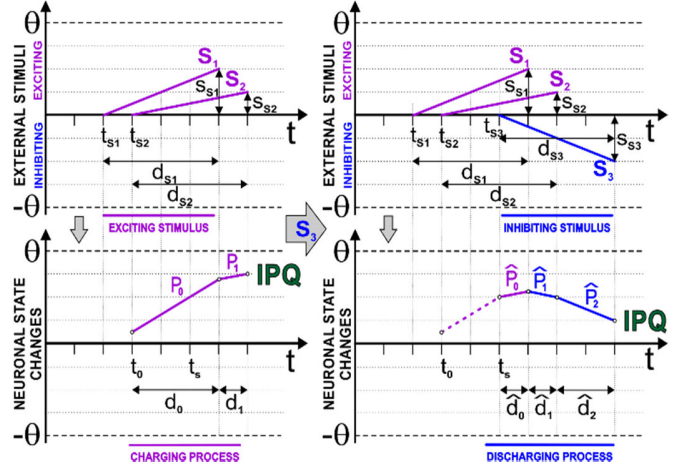 θ
EXTERNAL STIMULI
EXCITING
INHIBITING
S1
S2
sS1
sS2
t
tS1
tS2
dS1
dS2
-θ
EXCITING STIMULUS
θ
EXTERNAL STIMULI
EXCITING
INHIBITING
S1
S2
sS1
sS2
t
tS1
tS2
tS3
dS3
sS3
dS1
dS2
S3
-θ
INHIBITING STIMULUS
S3
θ
NEURONAL STATE
CHANGES
P0
P1
IPQ
t
t0
ts
d0
d1
-θ
CHARGING PROCESS
θ
NEURONAL STATE
CHANGES
P̂0
P̂1
P̂2
IPQ
t
t0
ts
d̂0
d̂1
d̂2
-θ
DISCHARGING PROCESS